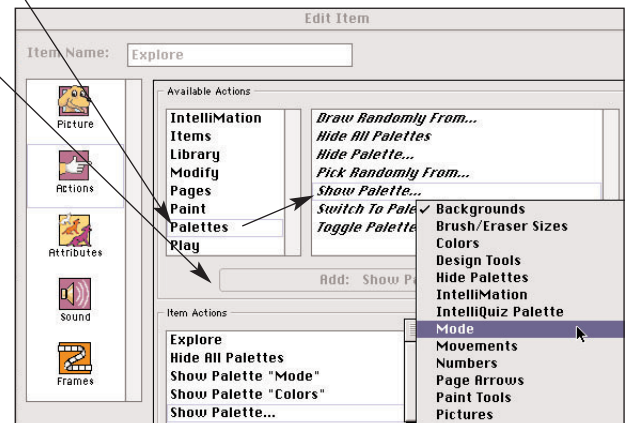 Edit Item
Item Name: Explore
Picture
Actions
Attributes
Sound
Frames
Available Actions
IntelliMation
Items
Library
Modify
Pages
Paint
Palettes
Play
Draw Randomly From...
Hide All Palettes
Hide Palette...
Pick Randomly From...
Show Palette...
Switch To Pale
Toggle Palette
✓ Backgrounds
Brush/Eraser Sizes
Colors
Design Tools
Hide Palettes
IntelliMation
IntelliQuiz Palette
Mode
Movements
Numbers
Page Arrows
Paint Tools
Pictures
Add: Show P
Item Actions
Explore
Hide All Palettes
Show Palette "Mode"
Show Palette "Colors"
Show Palette...